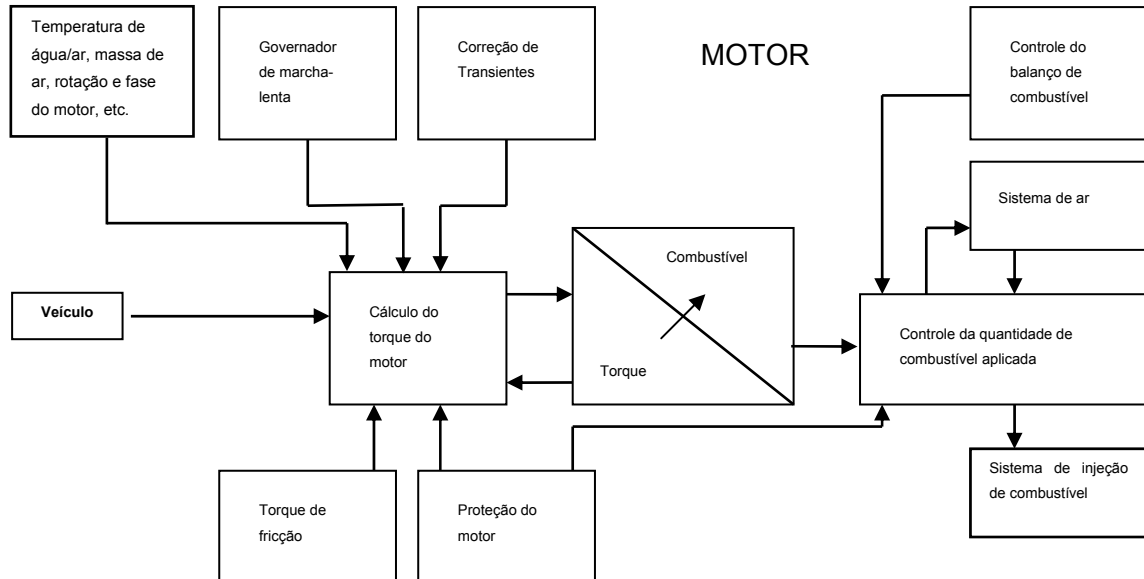 Temperatura de
água/ar, massa de
ar, rotação e fase
do motor, etc.
Governador
de marcha-
lenta
Correção de
Transientes
MOTOR
Controle do
balanço de
combustível
Sistema de ar
Combustível
Torque
Veículo
Cálculo do
torque do
motor
Controle da quantidade de
combustível aplicada
Torque de
fricção
Proteção do
motor
Sistema de injeção
de combustível